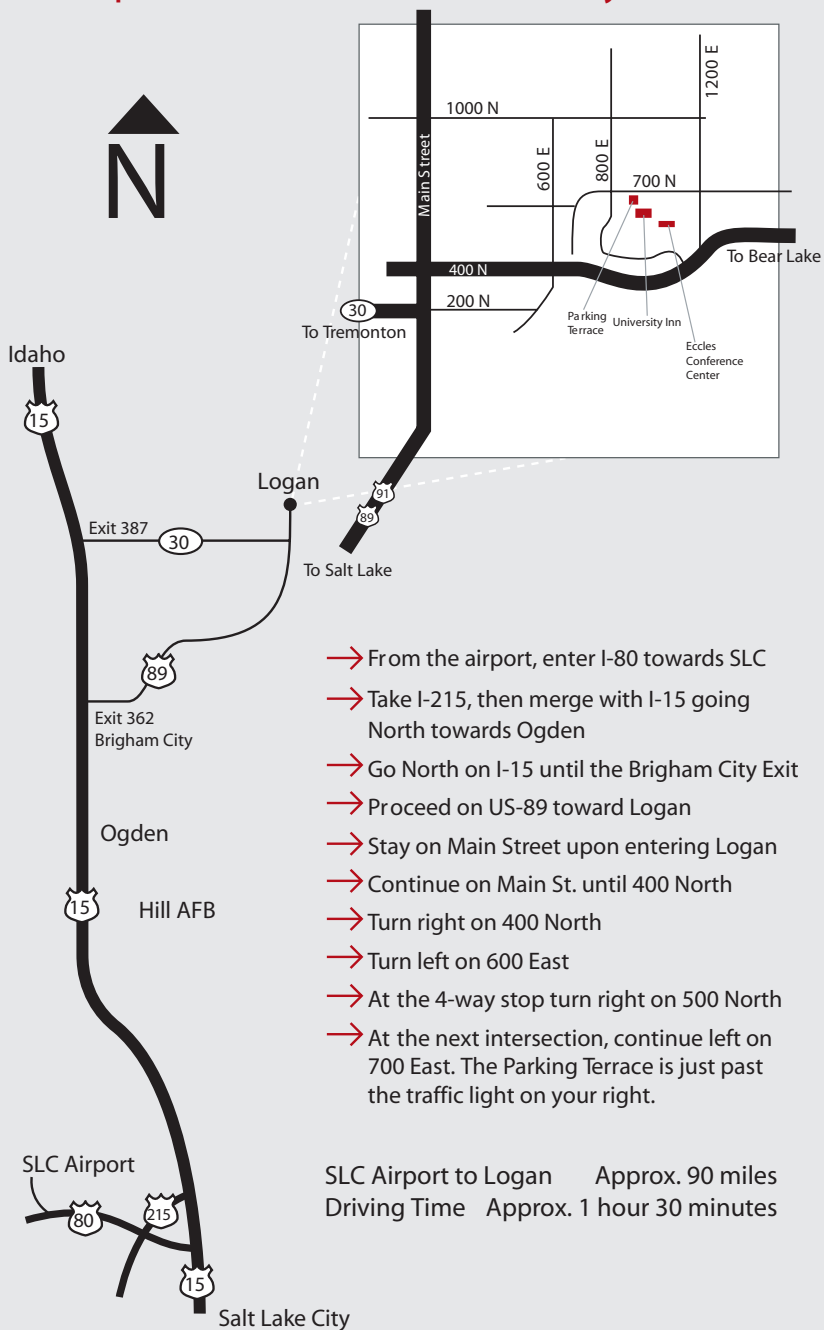 N
1000 N
1200 E
800 E
600 E
Main Street
700 N
400 N
To Bear Lake
200 N
30
To Tremonton
Parking
Terrace
University Inn
Eccles
Conference
Center
91
89
To Salt Lake
Idaho
15
Logan
Exit 387
30
89
Exit 362
Brigham City
Ogden
15
Hill AFB
SLC Airport
80
215
15
Salt Lake City
From the airport, enter I-80 towards SLC
Take I-215, then merge with I-15 going
North towards Ogden
Go North on I-15 until the Brigham City Exit
Proceed on US-89 toward Logan
Stay on Main Street upon entering Logan
Continue on Main St. until 400 North
Turn right on 400 North
Turn left on 600 East
At the 4-way stop turn right on 500 North
At the next intersection, continue left on
700 East. The Parking Terrace is just past
the traffic light on your right.
SLC Airport to Logan Approx. 90 miles
Driving Time Approx. 1 hour 30 minutes